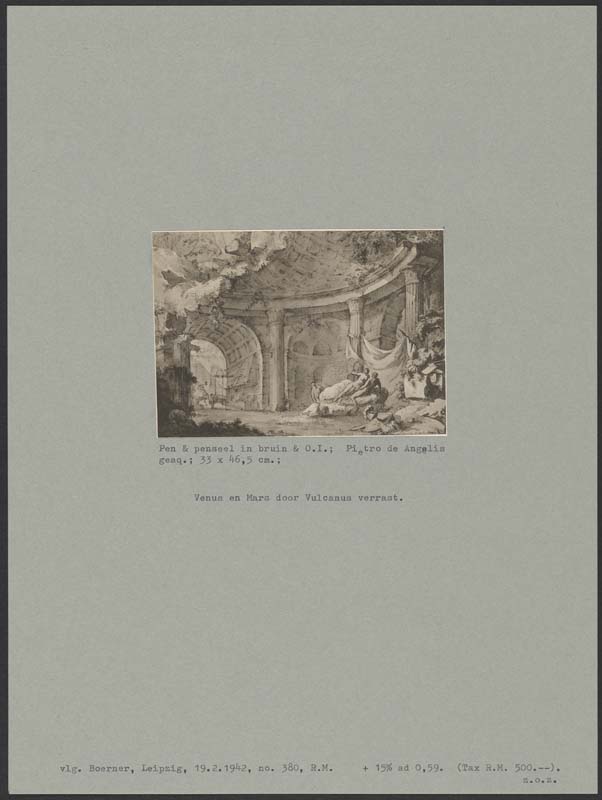 Pen & penseel in bruin & O.I.; Pietro de Angelis
geaq.; 33 x 46,5 cm.;
Venus en Mars door Vulcanus verrast.
vlg. Boerner, Leipzig, 19.2.1942, no. 380, R.M. + 15% ad 0,59. (Tax R.M. 500.--).
z.o.z.